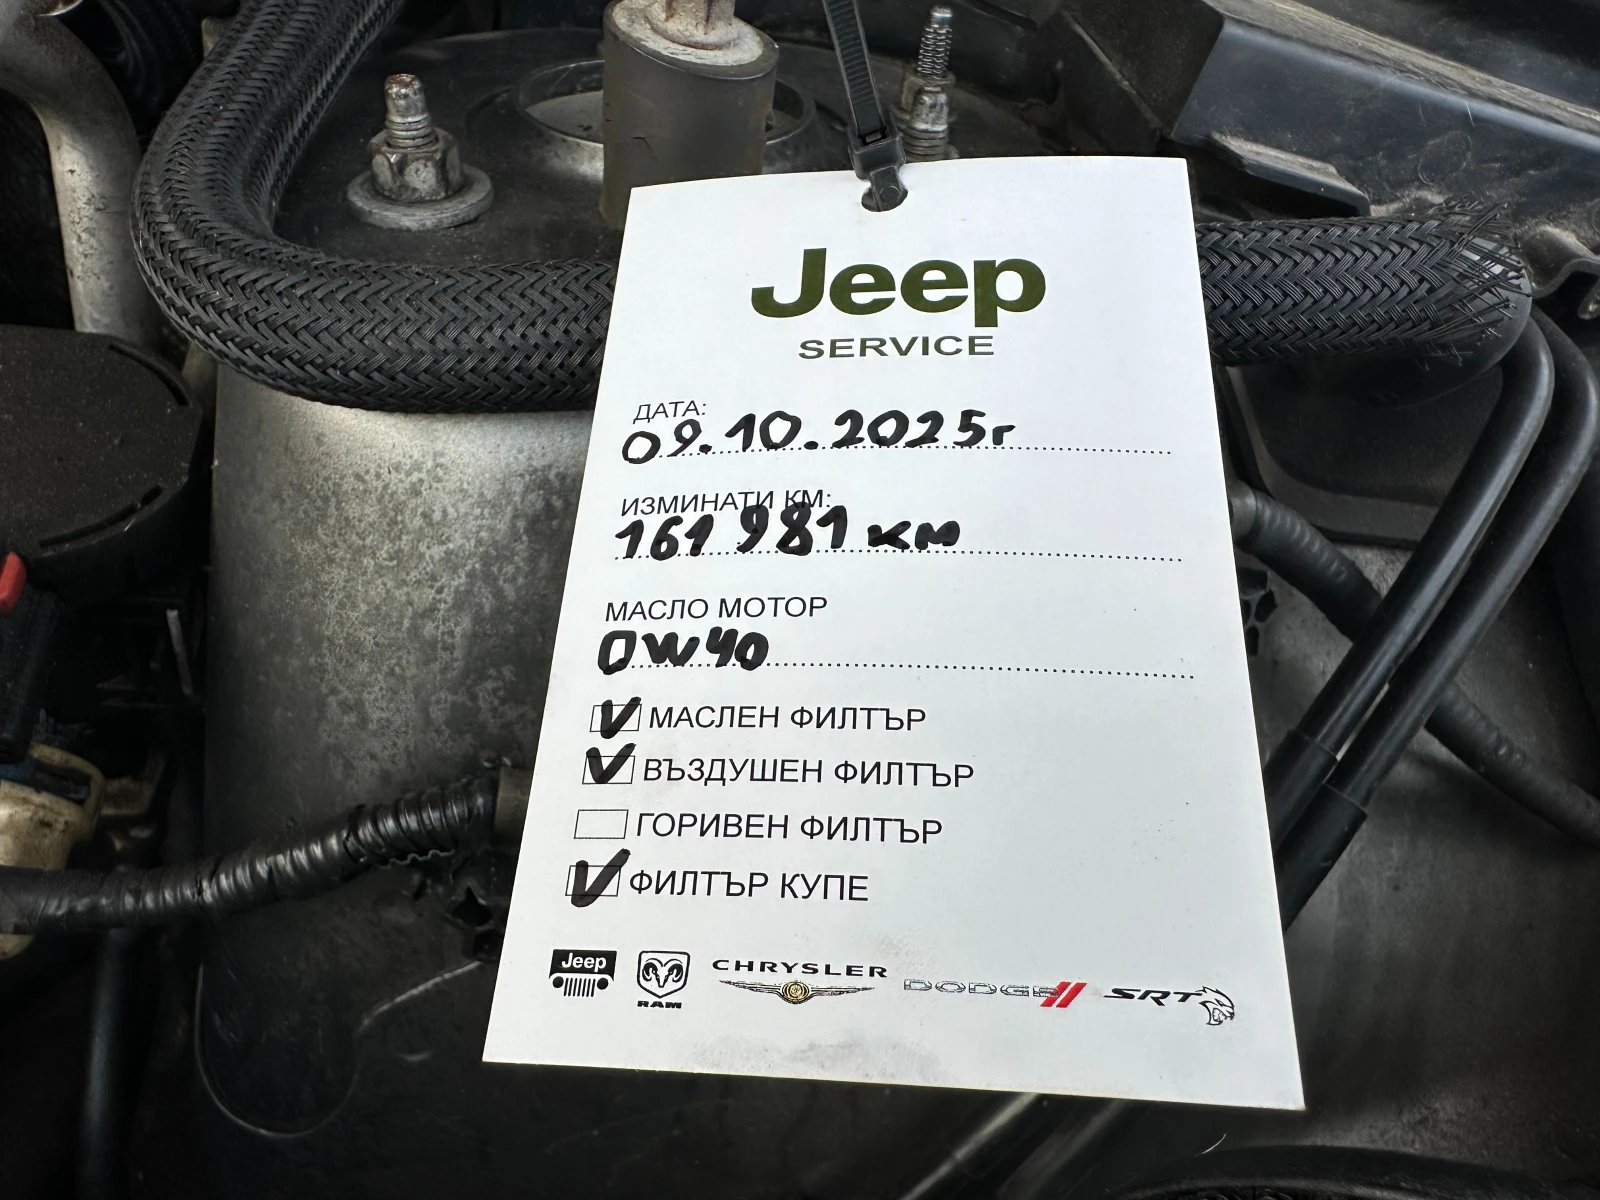 Jeep
SERVICE
ДАТА:
09.10.2025г
ИЗМИНАТИ КМ:
161 981 км
МАСЛО МОТОР
0W40
МАСЛЕН ФИЛТЪР
ВЪЗДУШЕН ФИЛТЪР
ГОРИВЕН ФИЛТЪР
ФИЛТЪР КУПЕ
Jeep RAM CHRYSLER DODGE SRT